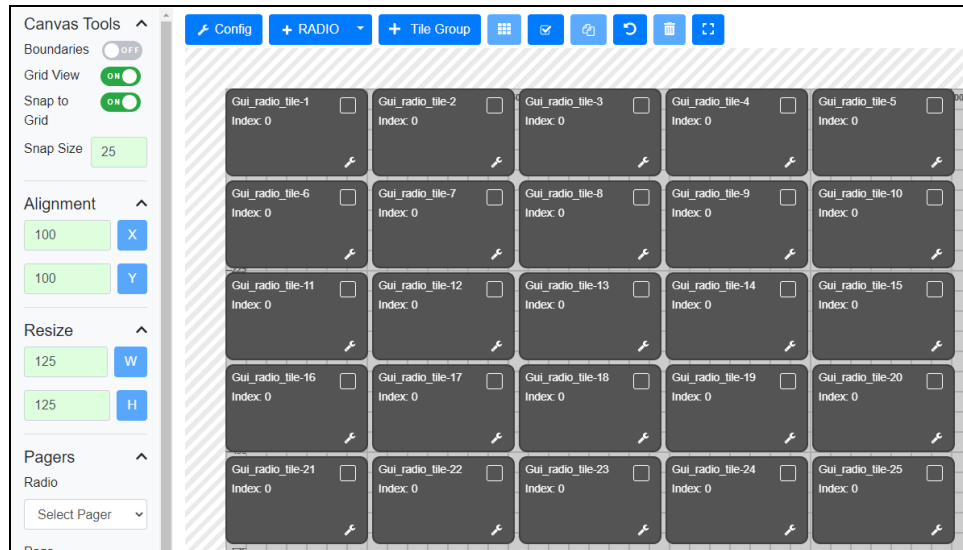 Canvas Tools
Boundaries OFF
Grid View ON
Snap to Grid ON
Snap Size 25
Alignment
100 X
100 Y
Resize
125 W
125 H
Pagers
Radio
Select Pager
Config + RADIO + Tile Group
Gui_radio_tile-1 Gui_radio_tile-2 Gui_radio_tile-3 Gui_radio_tile-4 Gui_radio_tile-5
Index: 0 Index: 0 Index: 0 Index: 0 Index: 0
Gui_radio_tile-6 Gui_radio_tile-7 Gui_radio_tile-8 Gui_radio_tile-9 Gui_radio_tile-10
Index: 0 Index: 0 Index: 0 Index: 0 Index: 0
Gui_radio_tile-11 Gui_radio_tile-12 Gui_radio_tile-13 Gui_radio_tile-14 Gui_radio_tile-15
Index: 0 Index: 0 Index: 0 Index: 0 Index: 0
Gui_radio_tile-16 Gui_radio_tile-17 Gui_radio_tile-18 Gui_radio_tile-19 Gui_radio_tile-20
Index: 0 Index: 0 Index: 0 Index: 0 Index: 0
Gui_radio_tile-21 Gui_radio_tile-22 Gui_radio_tile-23 Gui_radio_tile-24 Gui_radio_tile-25
Index: 0 Index: 0 Index: 0 Index: 0 Index: 0